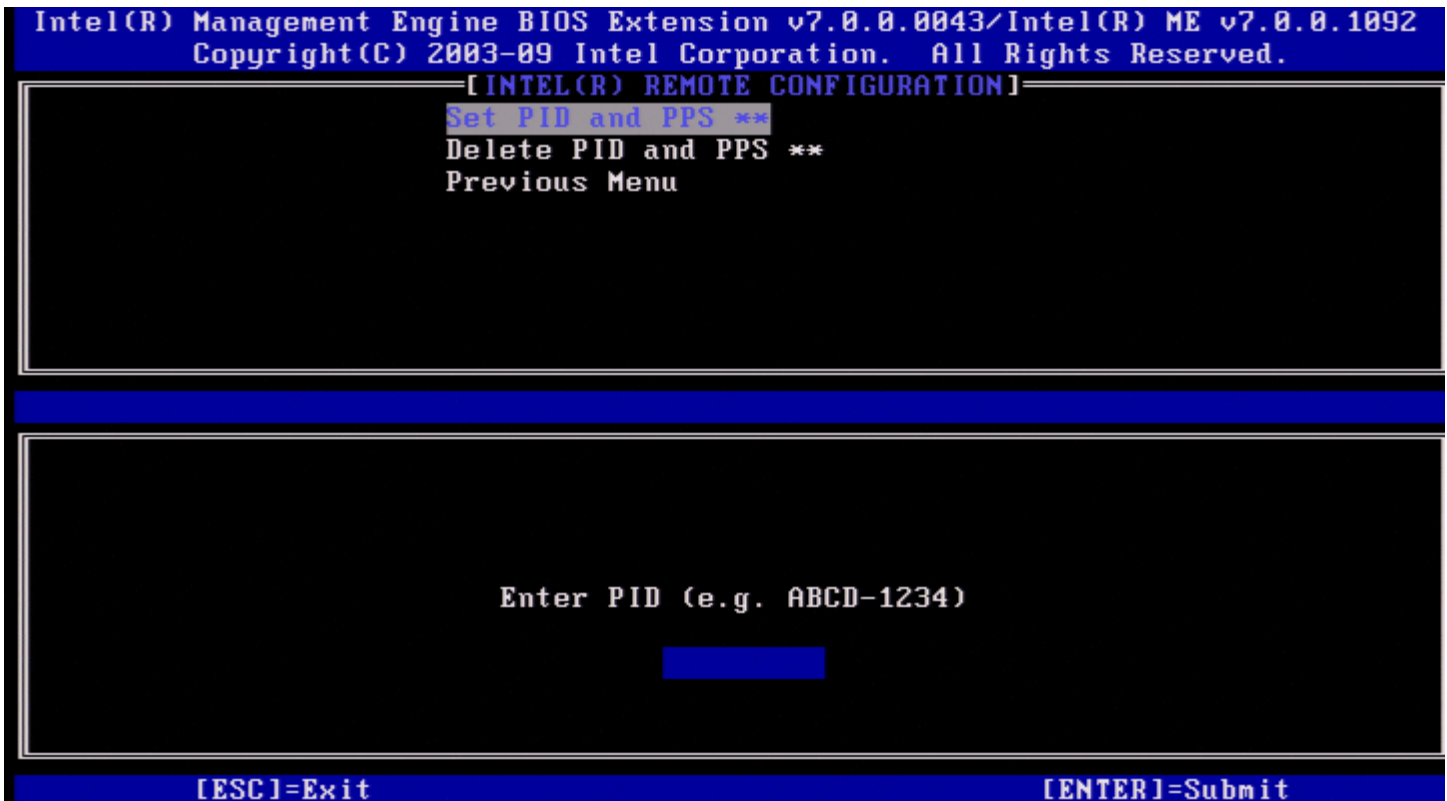 Intel(R) Management Engine BIOS Extension v7.0.0.0043/Intel(R) ME v7.0.0.1092
Copyright(C) 2003-09 Intel Corporation. All Rights Reserved.
[INTEL(R) REMOTE CONFIGURATION]
Set PID and PPS **
Delete PID and PPS **
Previous Menu
Enter PID (e.g. ABCD-1234)
[ESC]=Exit [ENTER]=Submit